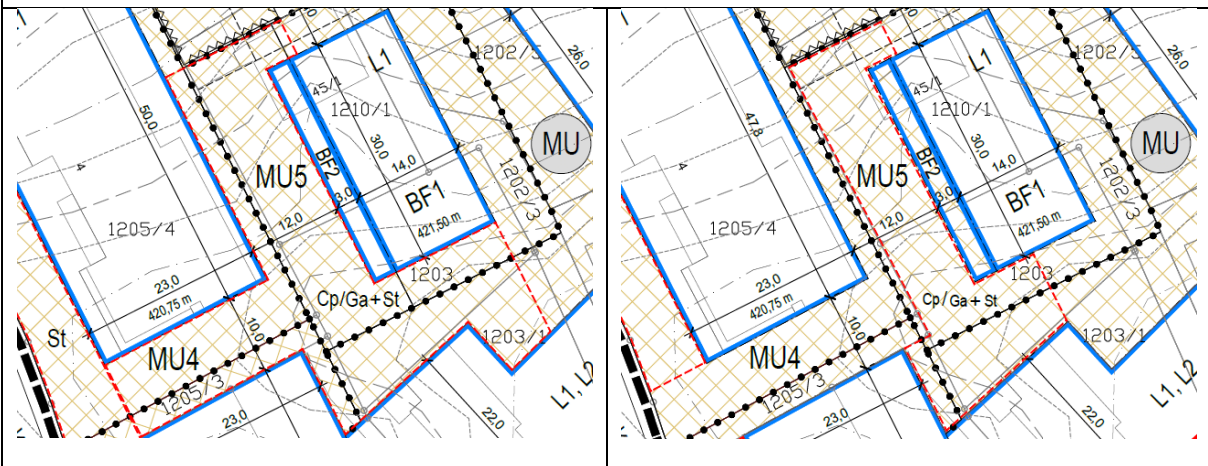 1202/5
26,0
L1
45/1
1210/1
50,0
4
BF2
30,0
MU
MU5
14,0
3,0
1202/3
BF1
12,0
421,50 m
1205/4
23,0
1203
420,75 m
Cp/Ga+St
St
10,0
1203/1
MU4
1205/3
L1, L2
23,0
22,0
1202/5
26,0
L1
45/1
1210/1
47,8
4
BF2
30,0
MU
MU5
14,0
3,0
1202/3
BF1
12,0
421,50 m
1205/4
23,0
1203
420,75 m
Cp/Ga+St
St
10,0
1203/1
MU4
1205/3
L1, L2
23,0
22,0